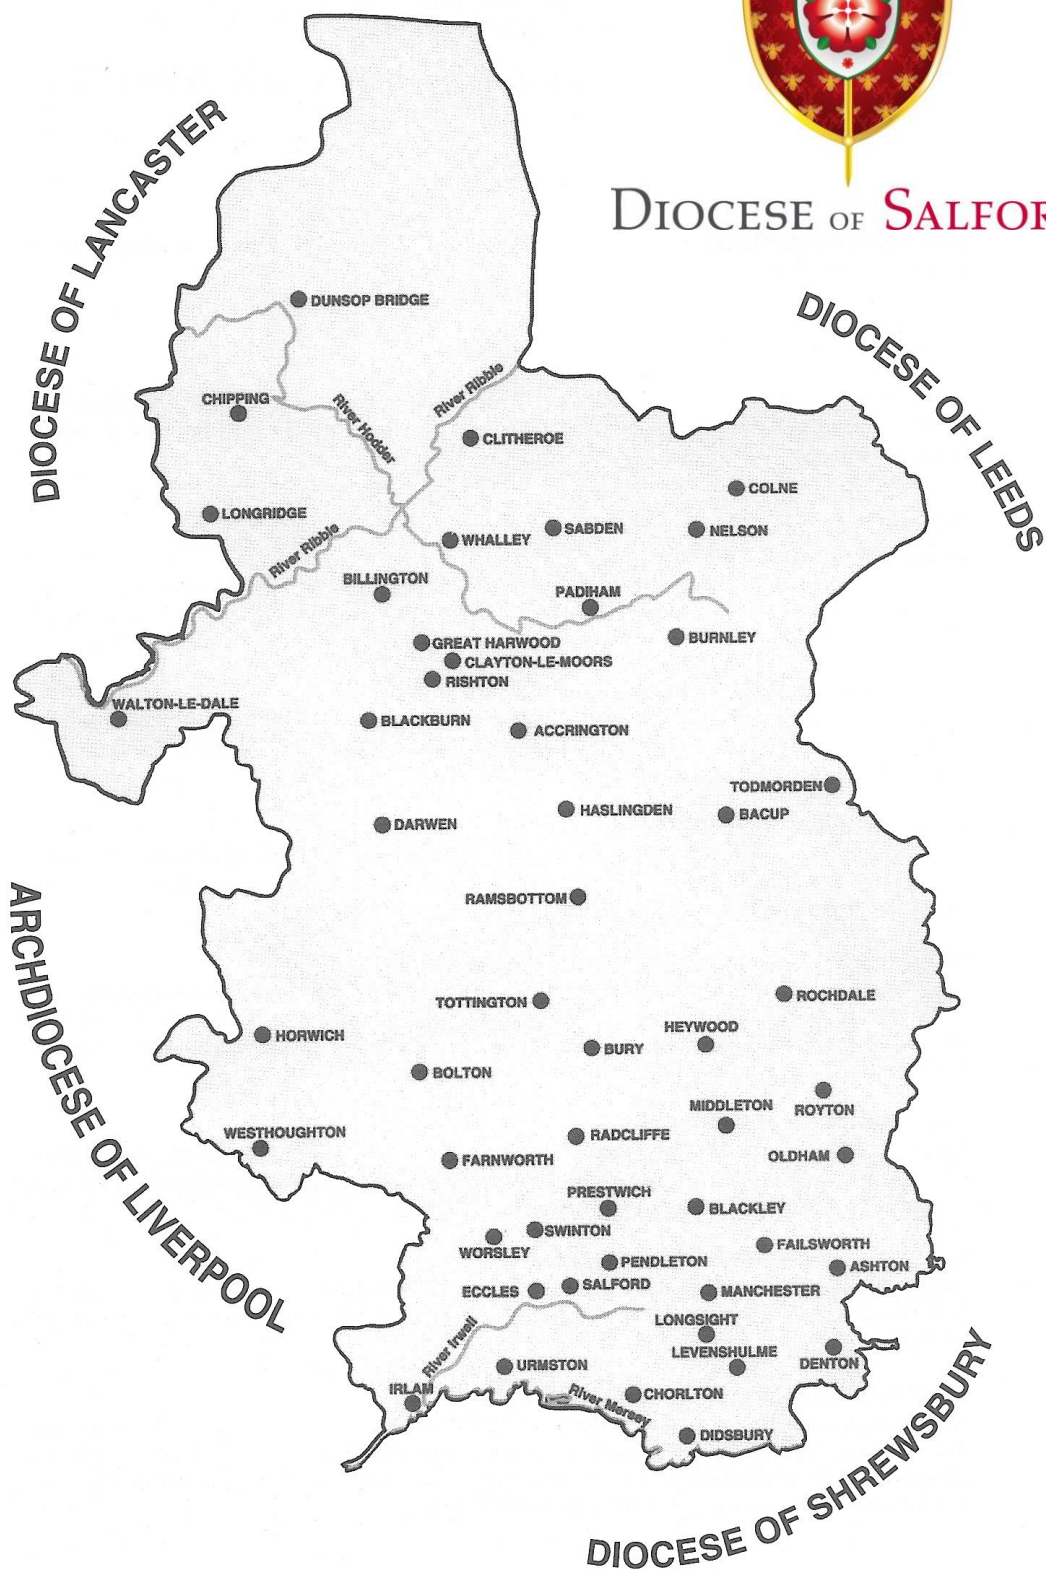 DIOCESE OF SALFOR
DIOCESE OF LANCASTER
DIOCESE OF LEEDS
DUNSOP BRIDGE
River Ribble
CHIPPING
River Hodder
CLITHEROE
COLNE
LONGRIDGE
SABDEN
NELSON
WHALLEY
River Ribble
BILLINGTON
PADIHAM
BURNLEY
GREAT HARWOOD
CLAYTON-LE-MOORS
RISHTON
WALTON-LE-DALE
BLACKBURN
ACCRINGTON
TODMORDEN
HASLINGDEN
BACUP
DARWEN
RAMSBOTTOM
ARCHDIOCESE OF LIVERPOOL
ROCHDALE
TOTTINGTON
HEYWOOD
HORWICH
BURY
BOLTON
MIDDLETON
ROYTON
WESTHOUGHTON
RADCLIFFE
OLDHAM
FARNWORTH
PRESTWICH
BLACKLEY
SWINTON
FAILSWORTH
WORSLEY
PENDLETON
ASHTON
SALFORD
ECCLES
MANCHESTER
LONGSIGHT
River Irwell
LEVENSHULME
DENTON
URMSTON
IRLAM
River Mersey
CHORLTON
DIDSBURY
DIOCESE OF SHREWSBURY